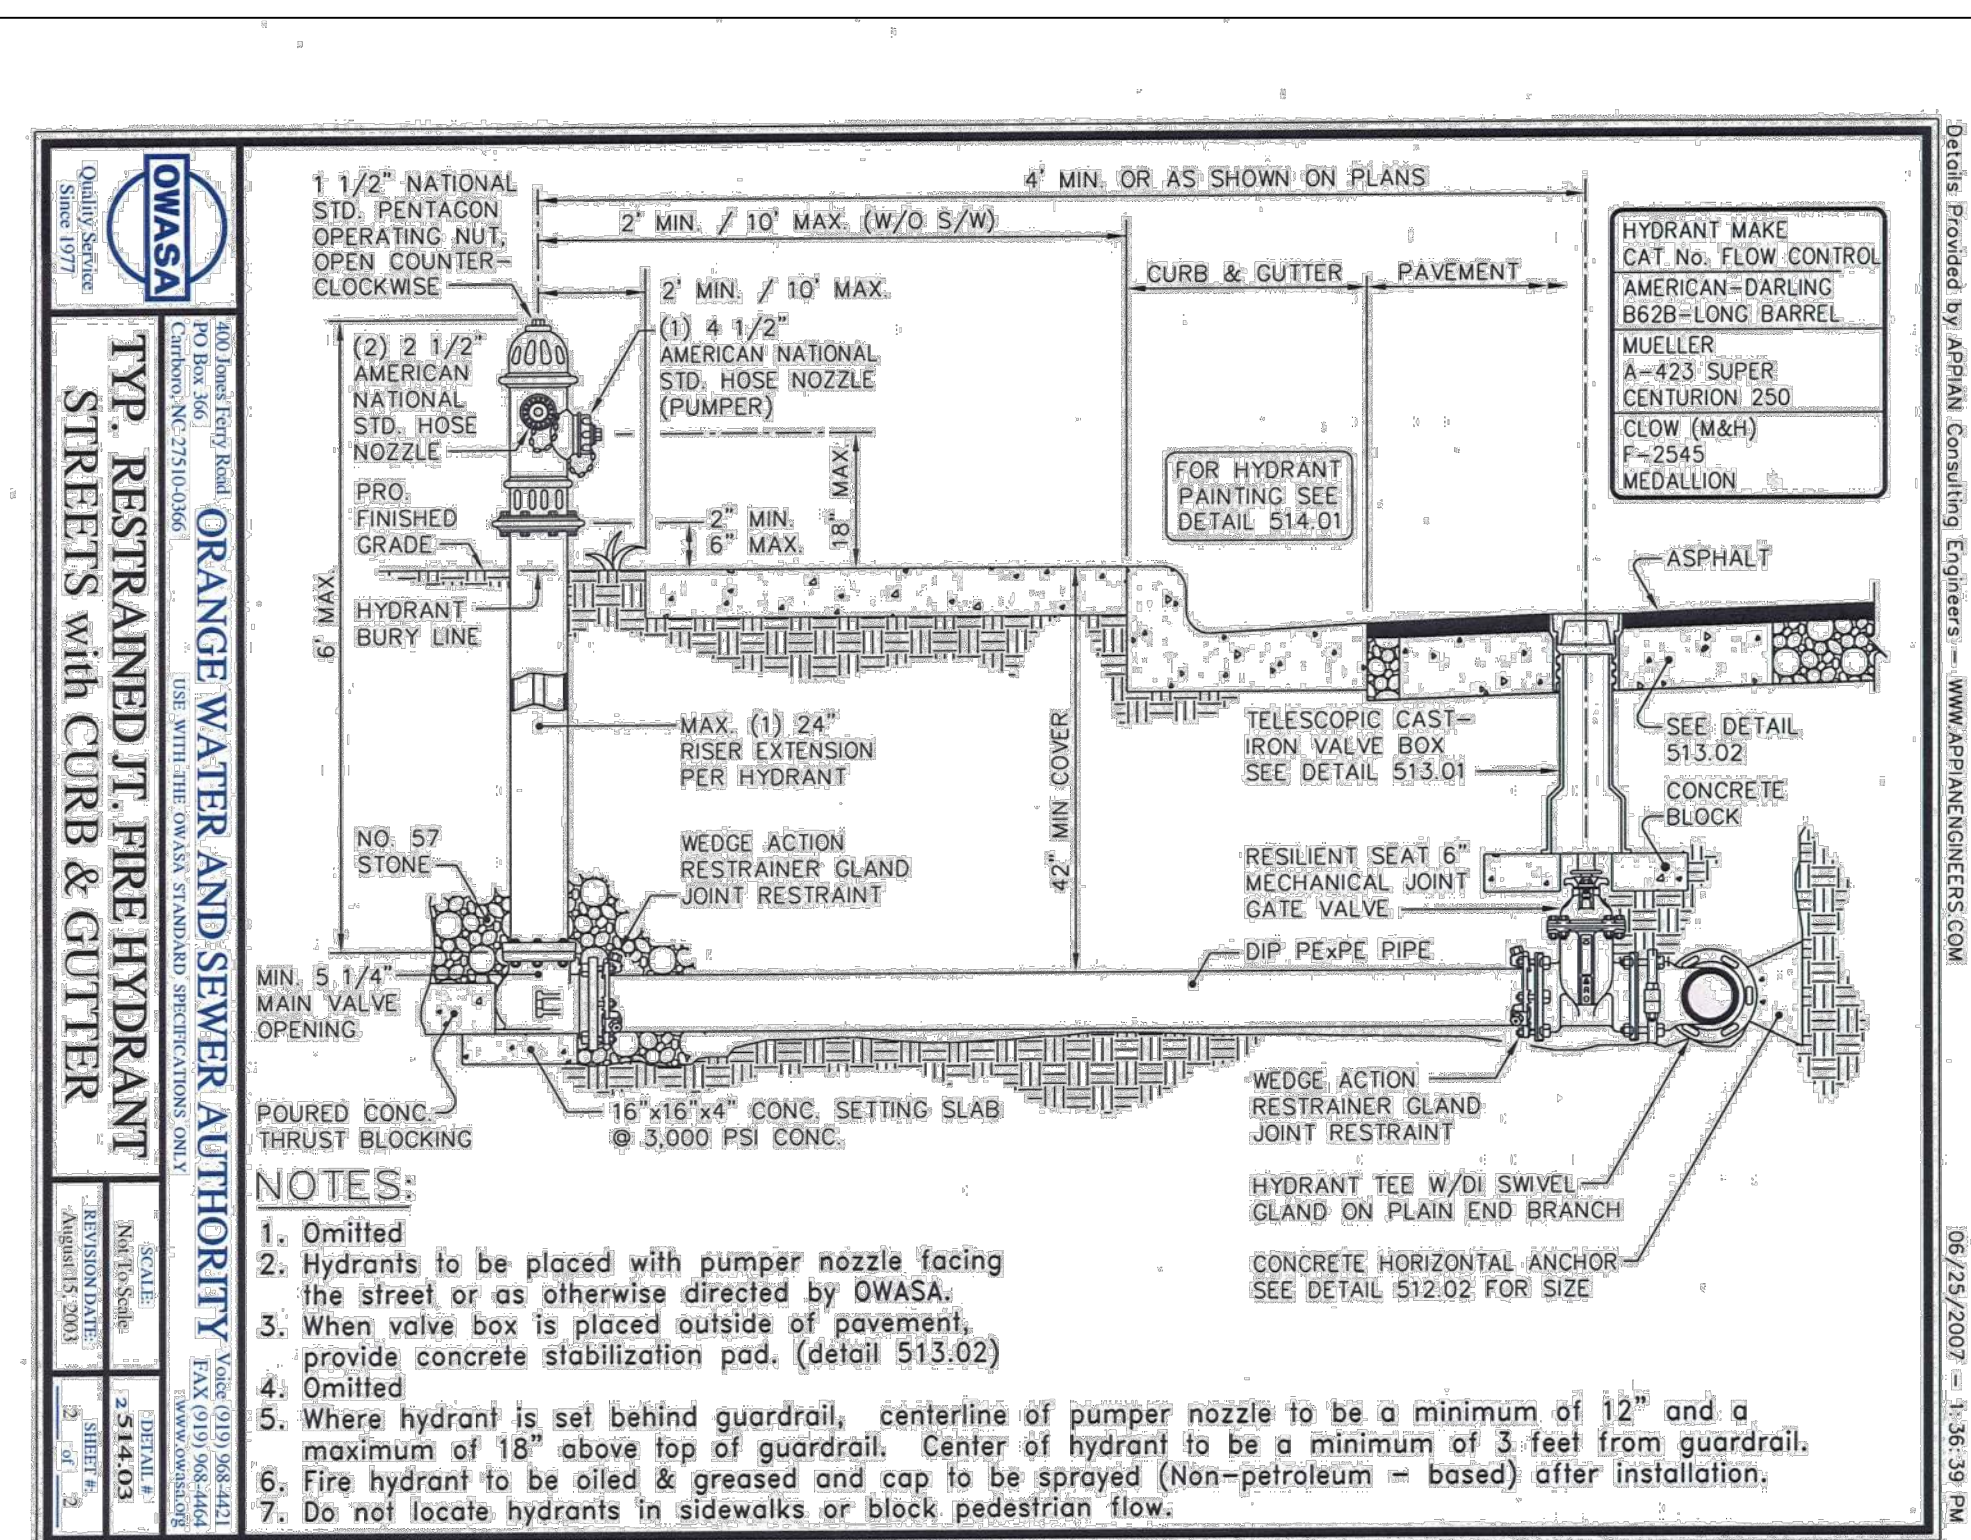 Details Provided by APPIAN Consulting Engineers - WWW.APPIANENGINEERS.COM
06/25/2007 - 1:36:39 PM
OWASA
Quality Service
Since 1977
400 Jones Ferry Road
PO Box 366
Carrboro, NC 27510-0366
ORANGE WATER AND SEWER AUTHORITY
USE WITH THE OWASA STANDARD SPECIFICATIONS ONLY
Voice (919) 968-4421
FAX (919) 968-4464
www.owasa.org
TYP. RESTRAINED JT. FIRE HYDRANT
STREETS with CURB & GUTTER
SCALE:
Not To Scale
REVISION DATE:
August 15, 2003
DETAIL #
2 514.03
SHEET #:
2 of 2
1 1/2" NATIONAL
STD. PENTAGON
OPERATING NUT,
OPEN COUNTER-
CLOCKWISE
4' MIN. OR AS SHOWN ON PLANS
2' MIN. / 10' MAX. (W/O S/W)
2' MIN. / 10' MAX.
CURB & GUTTER
PAVEMENT
HYDRANT MAKE
CAT No. FLOW CONTROL
AMERICAN-DARLING
B62B-LONG BARREL
MUELLER
A-423 SUPER
CENTURION 250
CLOW (M&H)
F-2545
MEDALLION
(2) 2 1/2"
AMERICAN
NATIONAL
STD. HOSE
NOZZLE
(1) 4 1/2"
AMERICAN NATIONAL
STD. HOSE NOZZLE
(PUMPER)
FOR HYDRANT
PAINTING SEE
DETAIL 514.01
18" MAX.
2" MIN.
6" MAX.
PRO.
FINISHED
GRADE
HYDRANT
BURY LINE
6' MAX.
ASPHALT
MAX. (1) 24"
RISER EXTENSION
PER HYDRANT
42" MIN COVER
TELESCOPIC CAST-
IRON VALVE BOX
SEE DETAIL 513.01
SEE DETAIL
513.02
CONCRETE
BLOCK
NO. 57
STONE
WEDGE ACTION
RESTRAINER GLAND
JOINT RESTRAINT
RESILIENT SEAT 6"
MECHANICAL JOINT
GATE VALVE
DIP PExPE PIPE
MIN. 5 1/4"
MAIN VALVE
OPENING
POURED CONC.
THRUST BLOCKING
16"x16"x4" CONC. SETTING SLAB
@ 3,000 PSI CONC.
WEDGE ACTION
RESTRAINER GLAND
JOINT RESTRAINT
HYDRANT TEE W/DI SWIVEL
GLAND ON PLAIN END BRANCH
CONCRETE HORIZONTAL ANCHOR
SEE DETAIL 512.02 FOR SIZE
NOTES:
1. Omitted
2. Hydrants to be placed with pumper nozzle facing
the street or as otherwise directed by OWASA.
3. When valve box is placed outside of pavement,
provide concrete stabilization pad. (detail 513.02)
4. Omitted
5. Where hydrant is set behind guardrail, centerline of pumper nozzle to be a minimum of 12" and a
maximum of 18" above top of guardrail. Center of hydrant to be a minimum of 3 feet from guardrail.
6. Fire hydrant to be oiled & greased and cap to be sprayed (Non-petroleum - based) after installation.
7. Do not locate hydrants in sidewalks or block pedestrian flow.